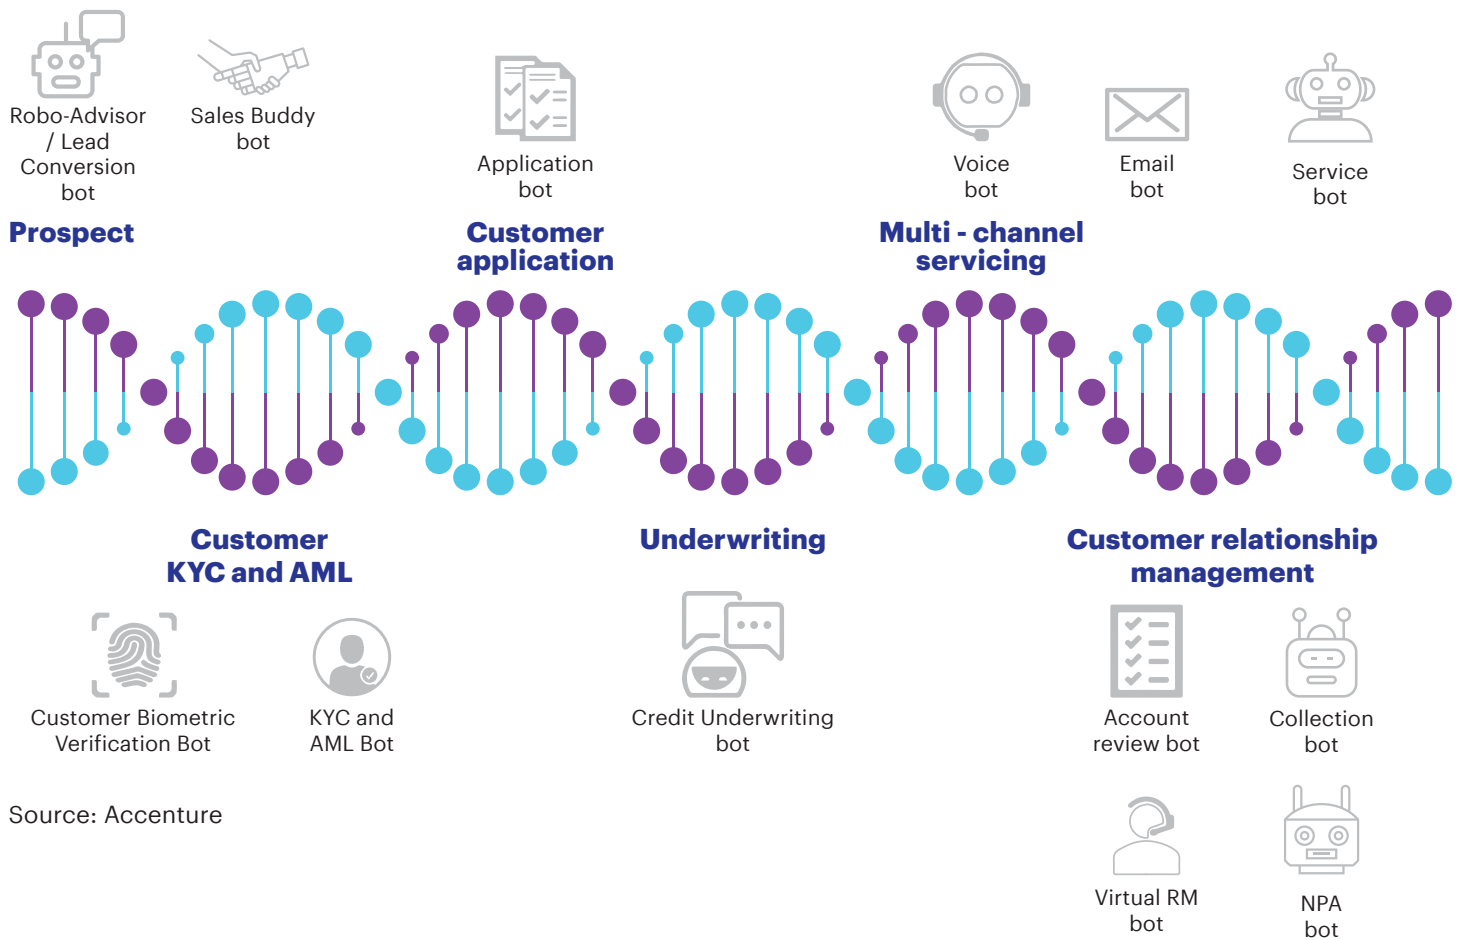 Robo-Advisor
/ Lead
Conversion
bot
Sales Buddy
bot
Application
bot
Voice
bot
Email
bot
Service
bot
Prospect
Customer
application
Multi - channel
servicing
Customer
KYC and AML
Underwriting
Customer relationship
management
Customer Biometric
Verification Bot
KYC and
AML Bot
Credit Underwriting
bot
Account
review bot
Collection
bot
Source: Accenture
Virtual RM
bot
NPA
bot